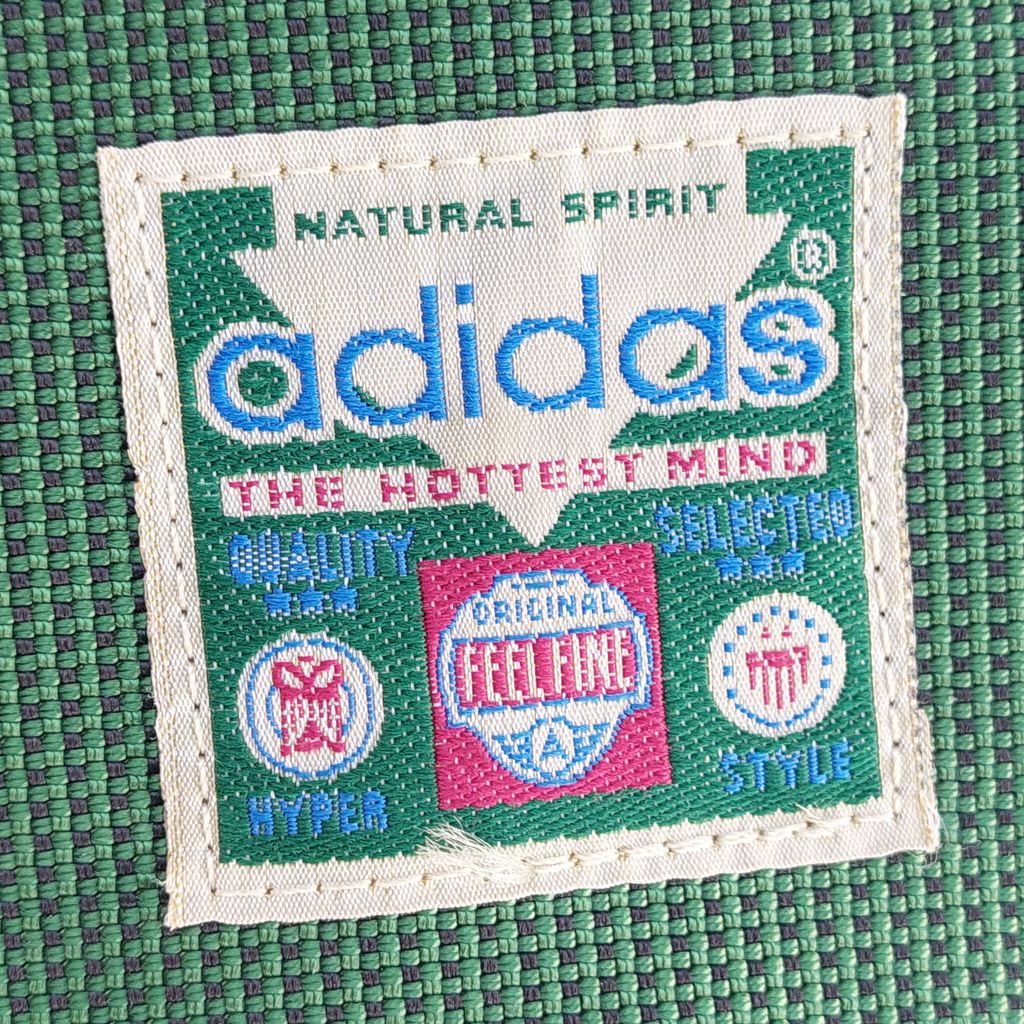 NATURAL SPIRIT
adidas ®
THE HOTTEST MIND
QUALITY SELECTED
ORIGINAL
FEEL FINE
A
HYPER STYLE